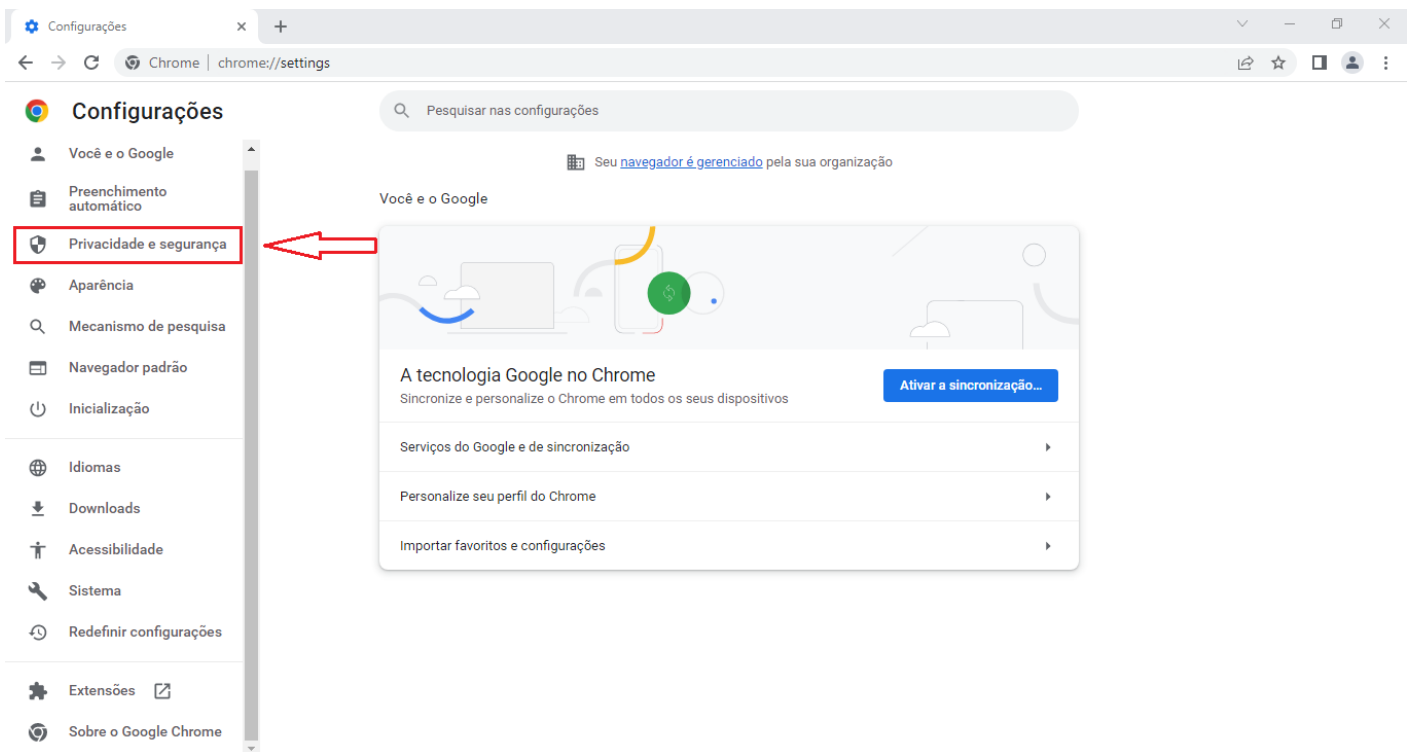 Configurações
Chrome | chrome://settings
Configurações
Pesquisar nas configurações
Você e o Google
Preenchimento
automático
Privacidade e segurança
Aparência
Mecanismo de pesquisa
Navegador padrão
Inicialização
Idiomas
Downloads
Acessibilidade
Sistema
Redefinir configurações
Extensões
Sobre o Google Chrome
Seu navegador é gerenciado pela sua organização
Você e o Google
A tecnologia Google no Chrome
Sincronize e personalize o Chrome em todos os seus dispositivos
Ativar a sincronização...
Serviços do Google e de sincronização
Personalize seu perfil do Chrome
Importar favoritos e configurações